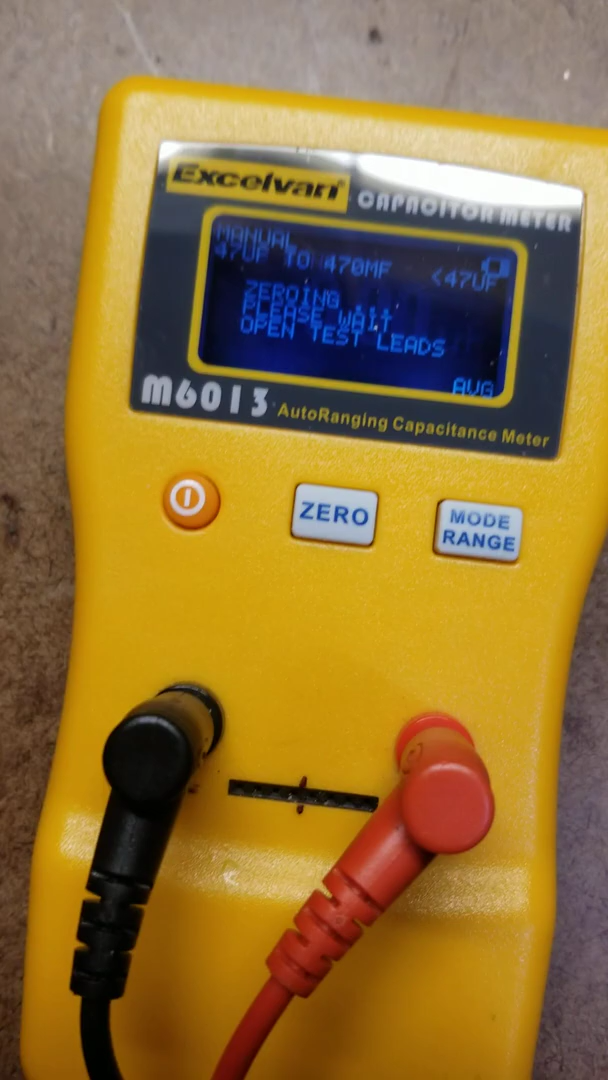 Excelvan
CAPACITOR METER
MANUAL
47UF TO 470MF <47UF
ZEROING ...
PLEASE WAIT
OPEN TEST LEADS
AVG
M6013 AutoRanging Capacitance Meter
ZERO
MODE
RANGE